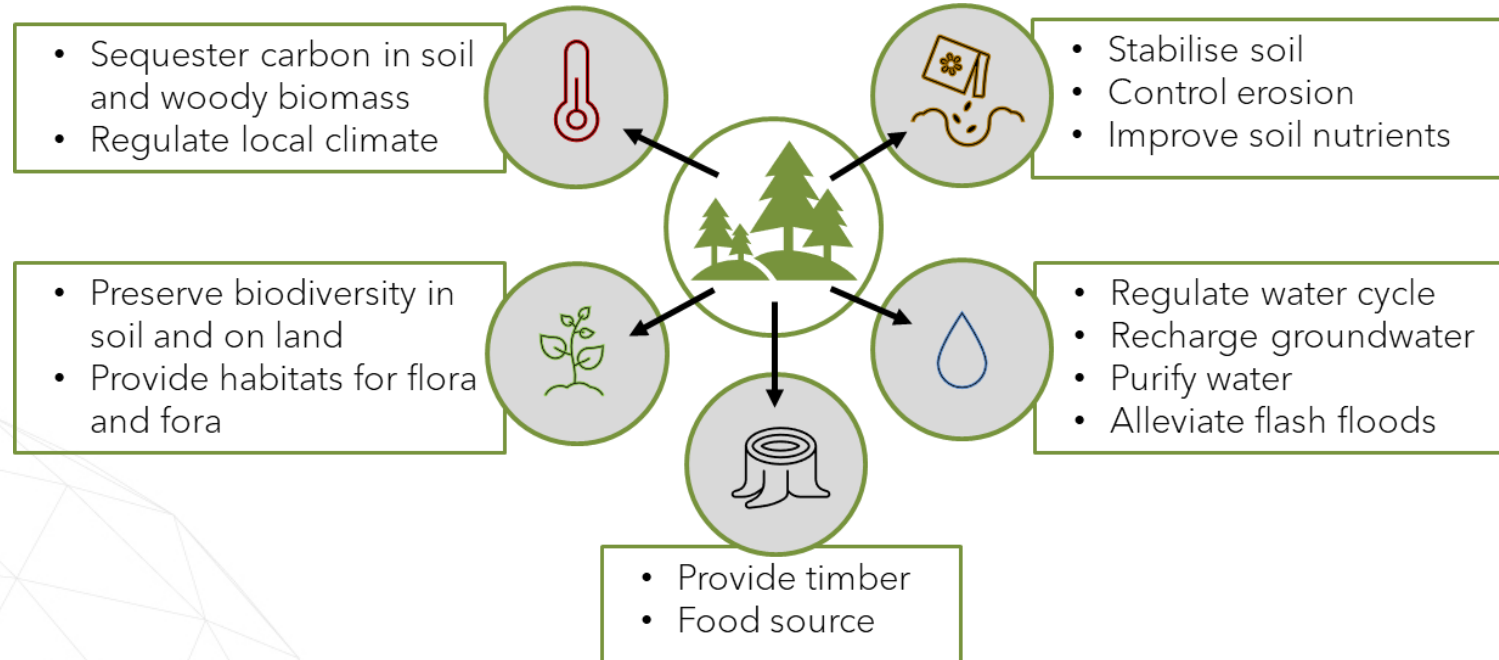 • Sequester carbon in soil
and woody biomass
• Regulate local climate
• Stabilise soil
• Control erosion
• Improve soil nutrients
• Preserve biodiversity in
soil and on land
• Provide habitats for flora
and fora
• Regulate water cycle
• Recharge groundwater
• Purify water
• Alleviate flash floods
• Provide timber
• Food source